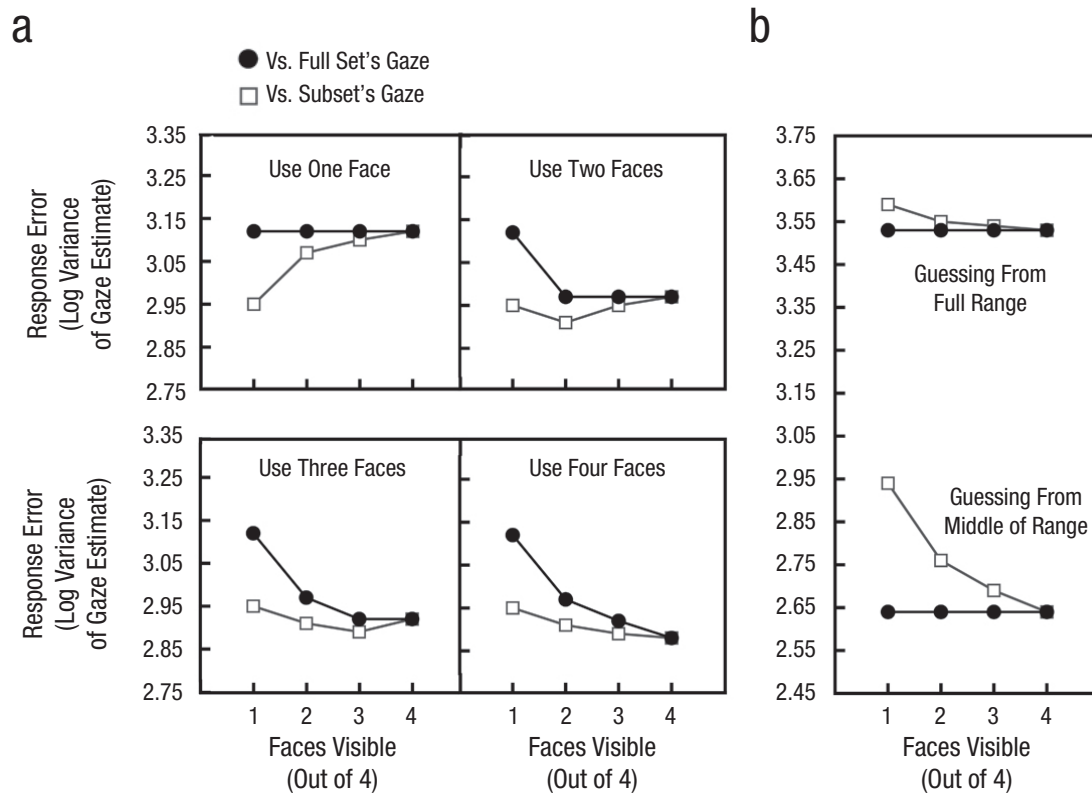 a
b
Vs. Full Set's Gaze
Vs. Subset's Gaze
Response Error
(Log Variance
of Gaze Estimate)
3.35
3.25
3.15
3.05
2.95
2.85
2.75
Use One Face
Use Two Faces
Response Error
(Log Variance
of Gaze Estimate)
3.35
3.25
3.15
3.05
2.95
2.85
2.75
Use Three Faces
Use Four Faces
1 2 3 4
Faces Visible
(Out of 4)
1 2 3 4
Faces Visible
(Out of 4)
3.75
3.65
3.55
3.45
3.35
3.25
3.15
3.05
2.95
2.85
2.75
2.65
2.55
2.45
Guessing From
Full Range
Guessing From
Middle of Range
1 2 3 4
Faces Visible
(Out of 4)